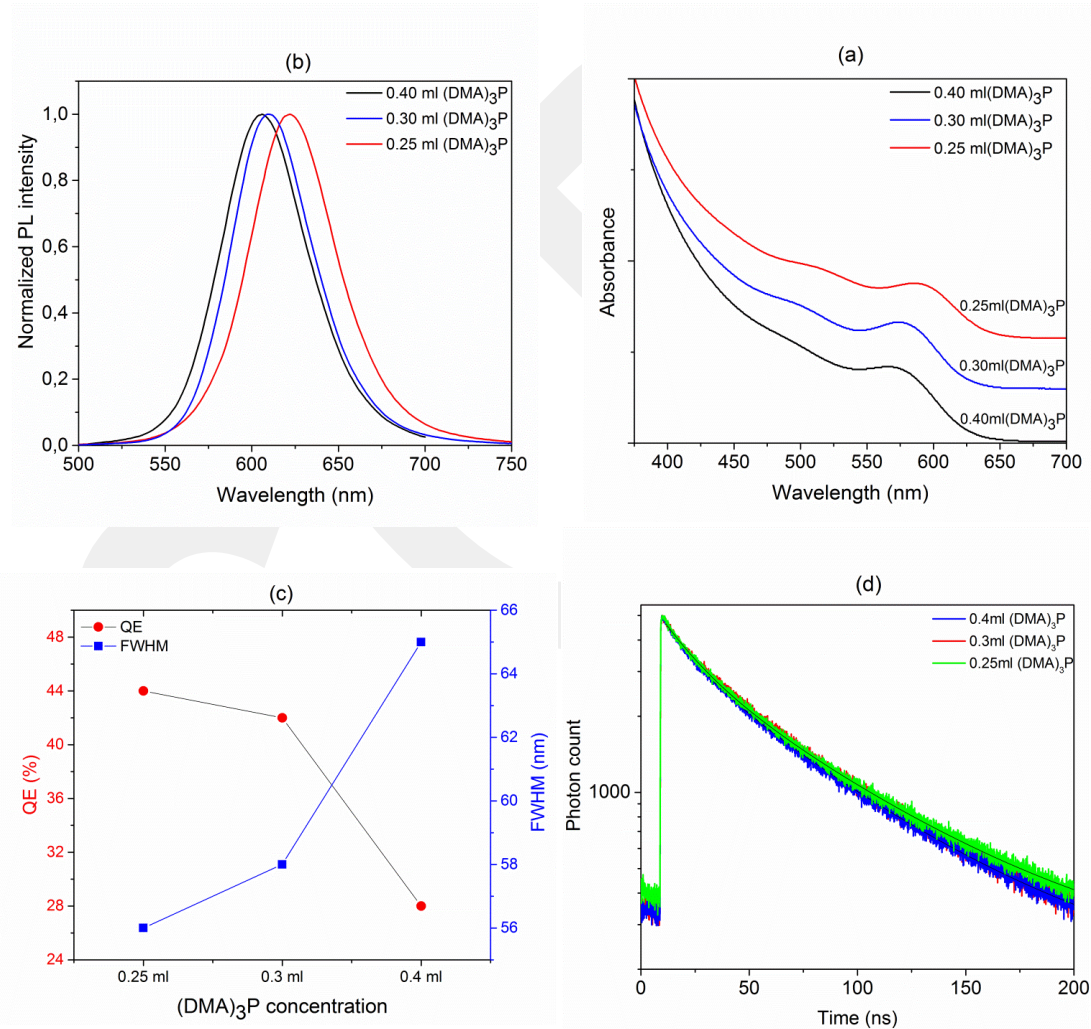 (b)
0.40 ml (DMA)3P
0.30 ml (DMA)3P
0.25 ml (DMA)3P
1,0
0,8
0,6
0,4
0,2
0,0
Normalized PL intensity
500 550 600 650 700 750
Wavelength (nm)
(a)
0.40 ml(DMA)3P
0.30 ml(DMA)3P
0.25 ml(DMA)3P
Absorbance
0.25ml(DMA)3P
0.30ml(DMA)3P
0.40ml(DMA)3P
400 450 500 550 600 650 700
Wavelength (nm)
(c)
QE
FWHM
48
44
40
36
32
28
24
QE (%)
66
64
62
60
58
56
FWHM (nm)
0.25 ml 0.3 ml 0.4 ml
(DMA)3P concentration
(d)
0.4ml (DMA)3P
0.3ml (DMA)3P
0.25ml (DMA)3P
1000
Photon count
0 50 100 150 200
Time (ns)